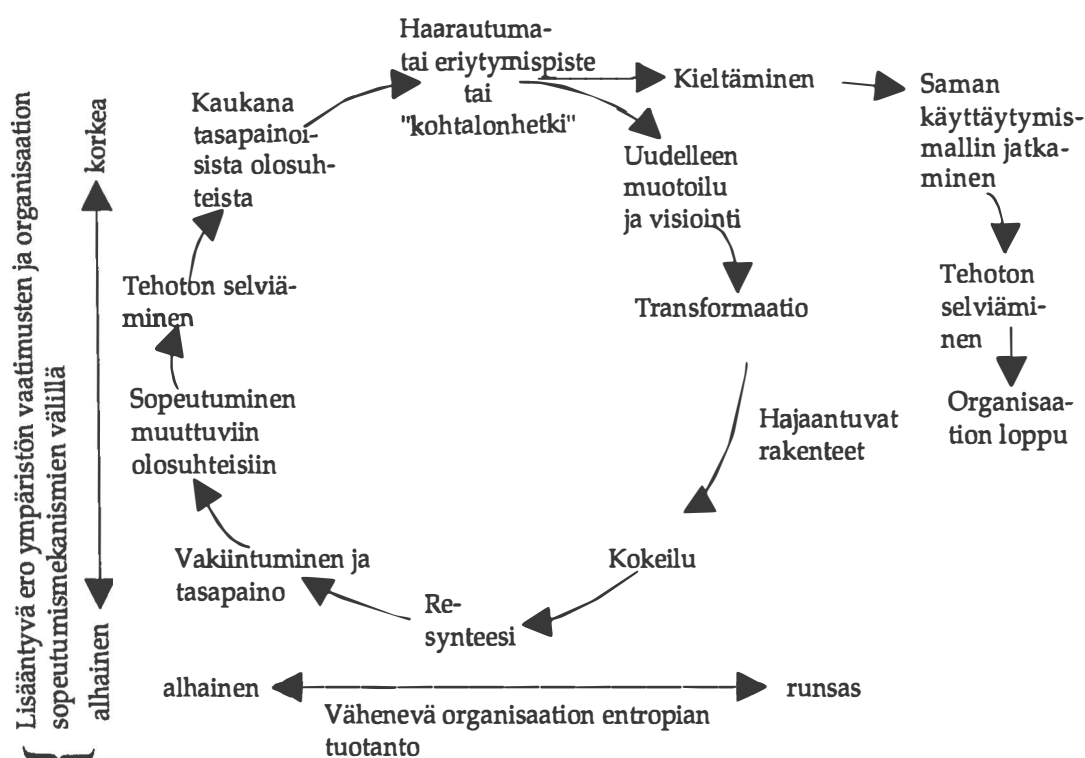 Haarautuma-
tai eriytymispiste
tai
"kohtalonhetki"
Kieltäminen
Saman
käyttäytymis-
mallin jatka-
minen
Tehoton
selviämi-
nen
Organisaa-
tion loppu
Uudelleen
muotoilu
ja visiointi
Transformaatio
Hajaantuvat
rakenteet
Kokeilu
Re-
synteesi
Vakiintuminen ja
tasapaino
Sopeutuminen
muuttuviin
olosuhteisiin
Tehoton selviä-
minen
Kaukana
tasapainoi-
sista olosuh-
teista
Lisääntyvä ero ympäristön vaatimusten ja organisaation
sopeutumismekanismien välillä
alhainen
korkea
alhainen
runsas
Vähenevä organisaation entropian
tuotanto